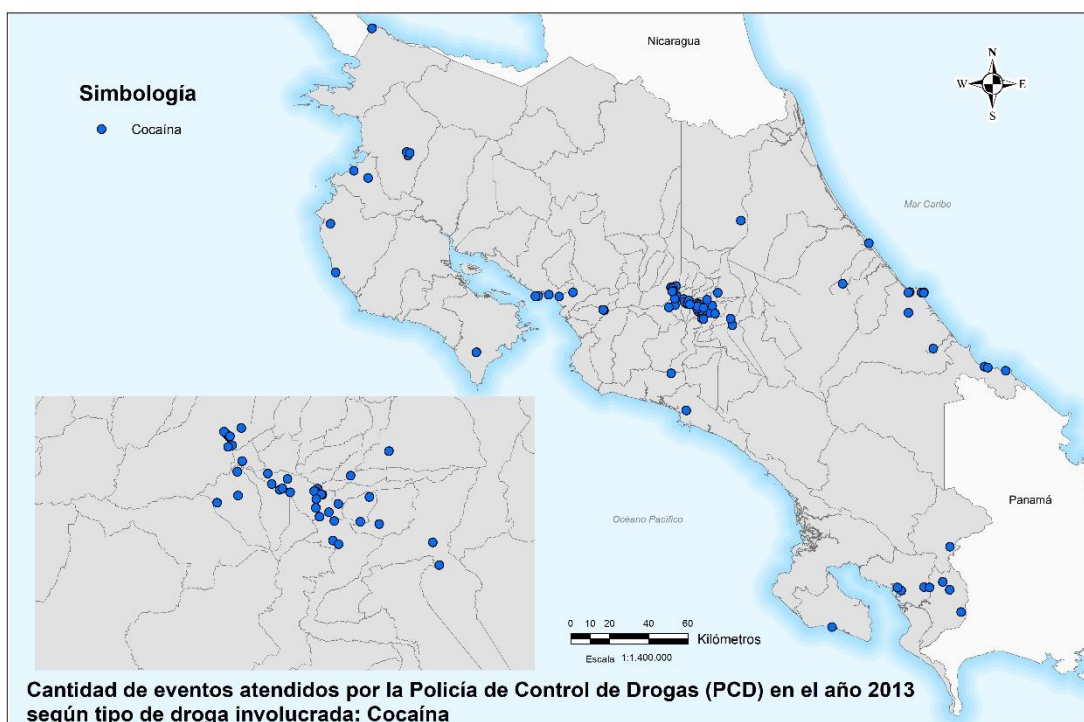 Nicaragua
N
W E
S
Simbología
Cocaína
Mar Caribe
Panamá
Océano Pacífico
0 10 20 40 60
Kilómetros
Escala 1:1.400.000
Cantidad de eventos atendidos por la Policía de Control de Drogas (PCD) en el año 2013
según tipo de droga involucrada: Cocaína